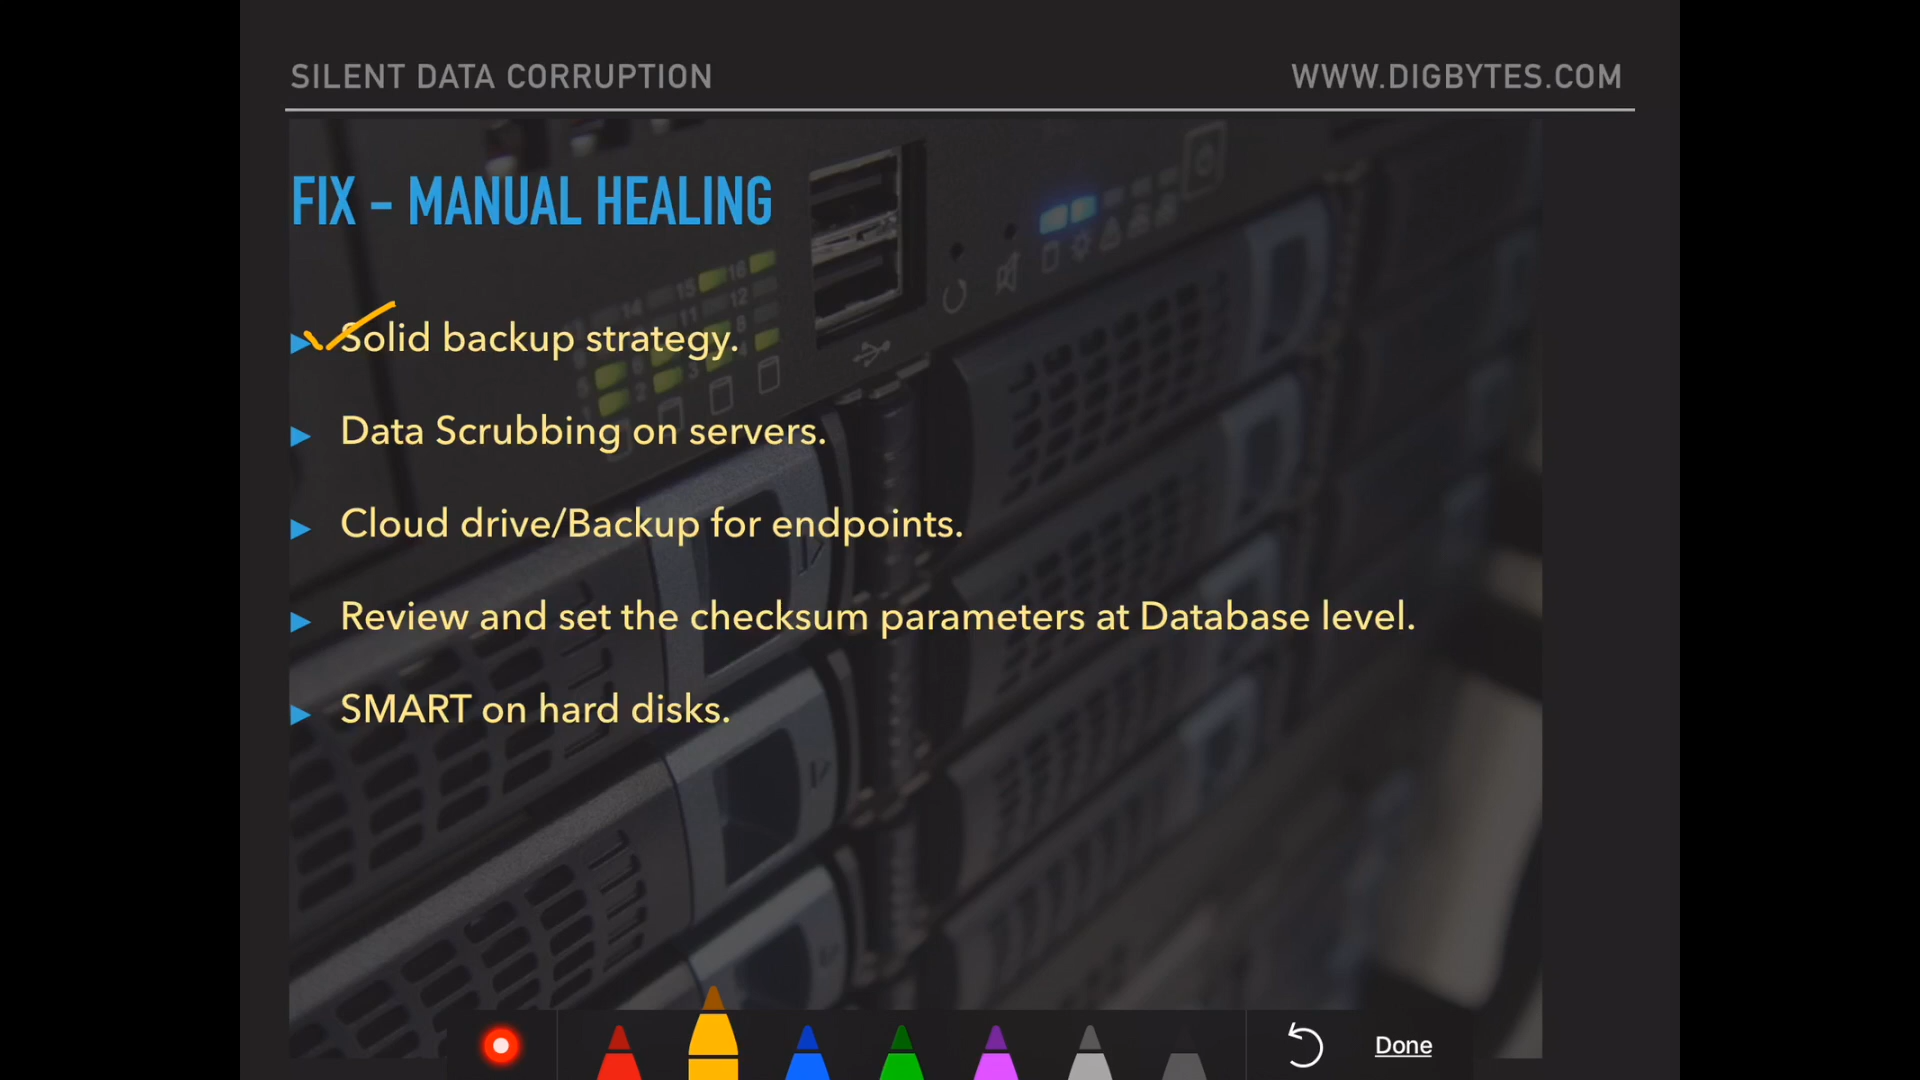 SILENT DATA CORRUPTION
WWW.DIGBYTES.COM
FIX - MANUAL HEALING
Solid backup strategy.
Data Scrubbing on servers.
Cloud drive/Backup for endpoints.
Review and set the checksum parameters at Database level.
SMART on hard disks.
Done